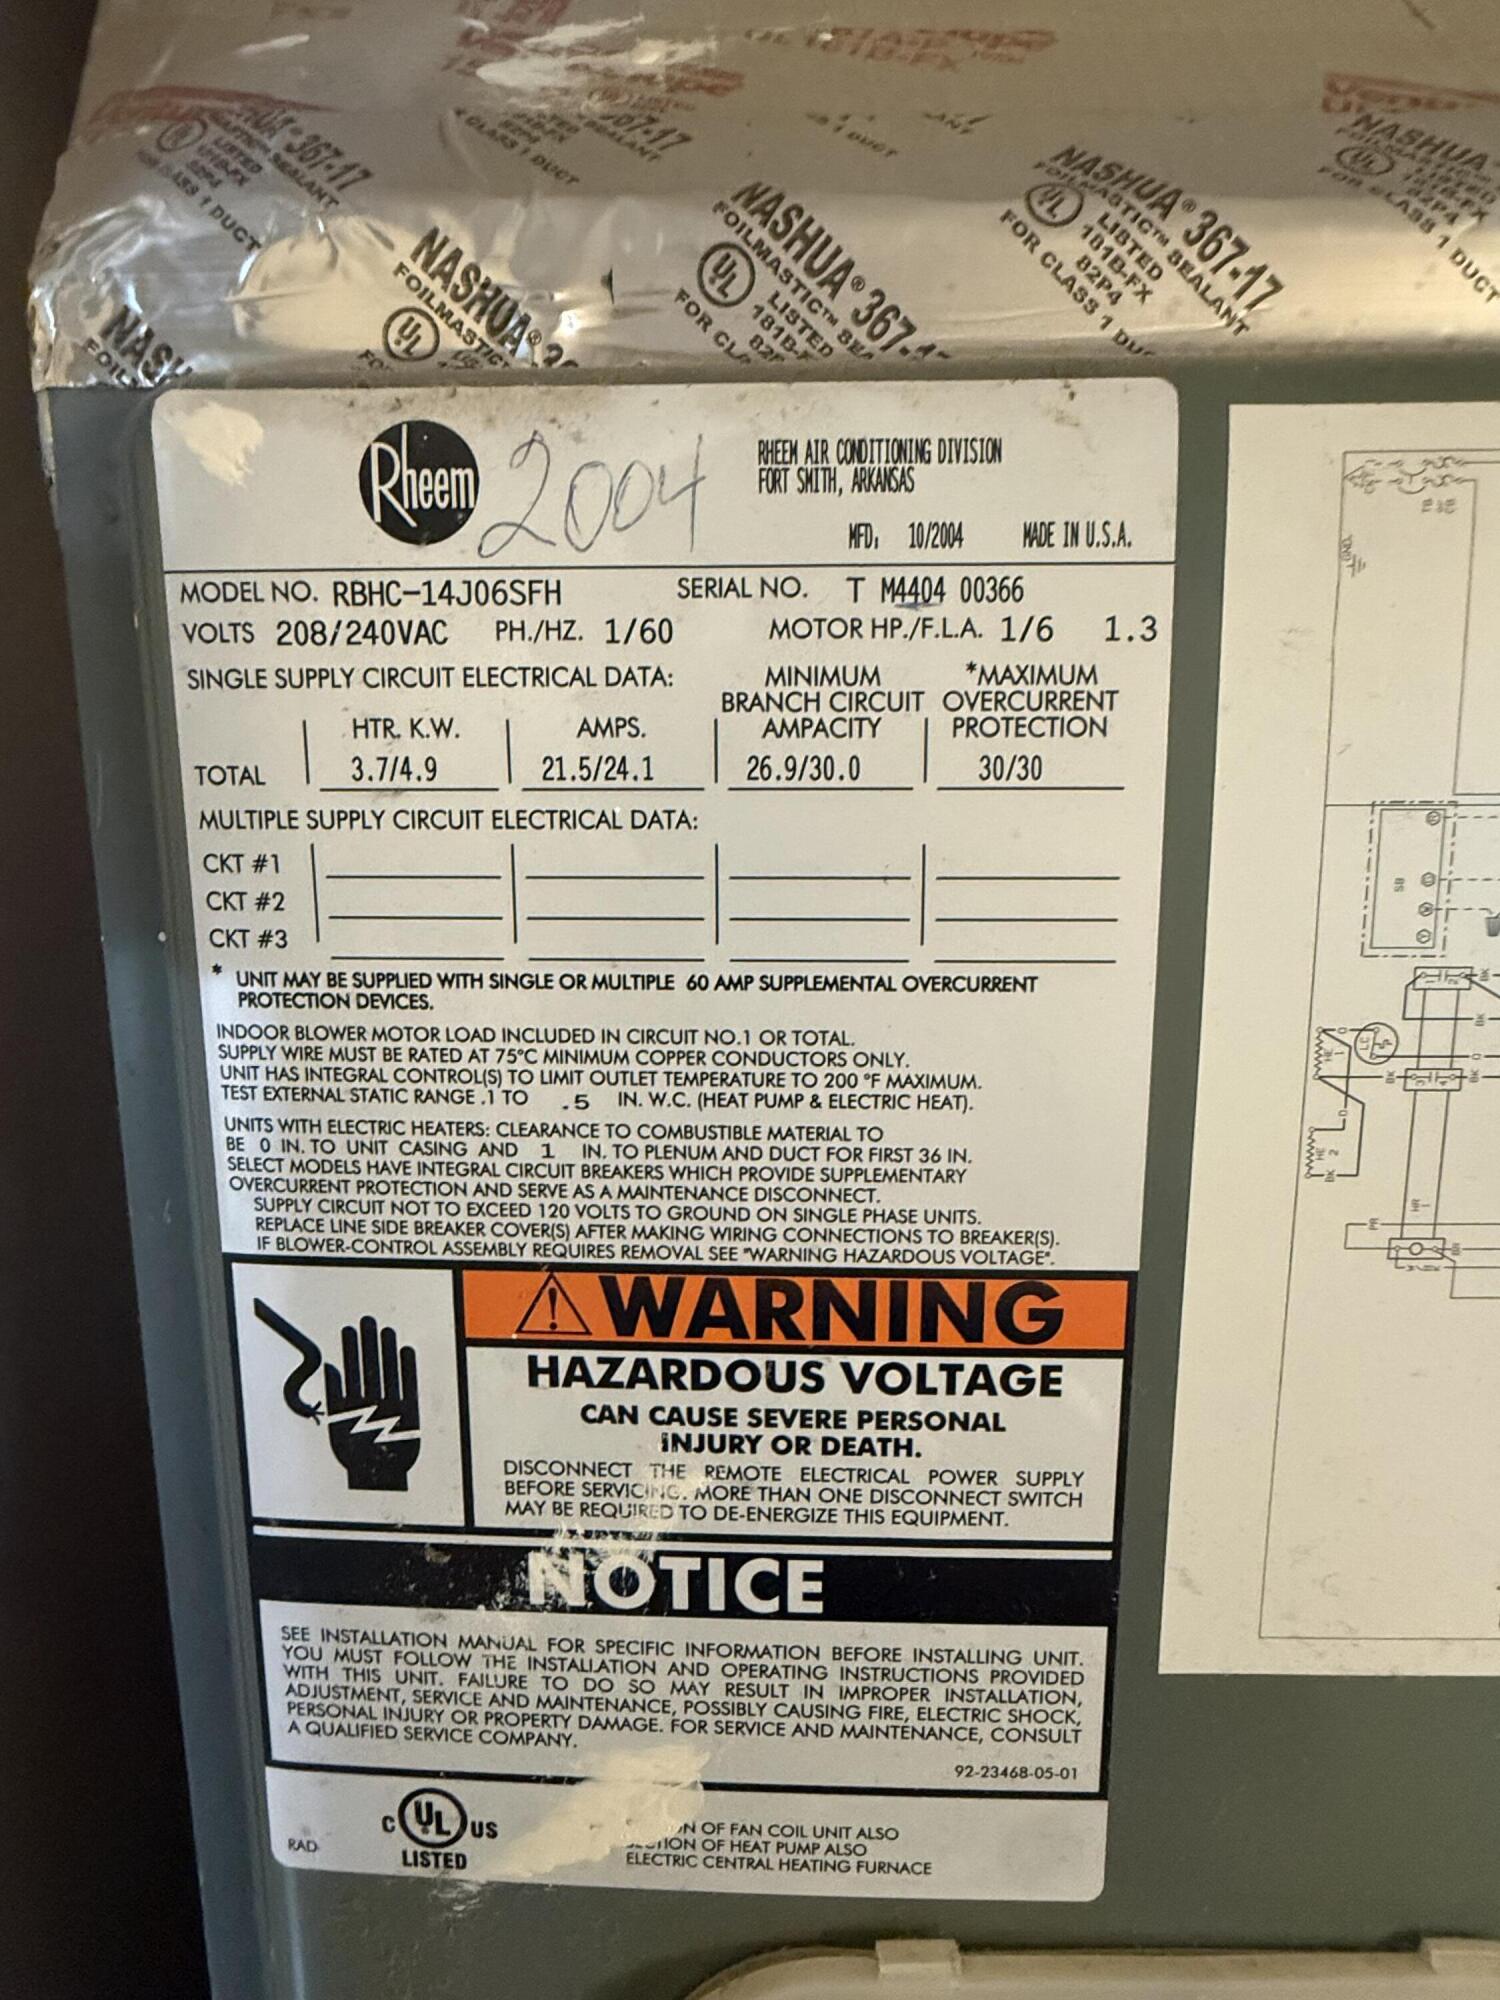 NASHUA® 367-17
FOILMASTIC™ SEALANT
UL LISTED
181B-FX
82P4
FOR CLASS 1 DUCT
Rheem
2004
RHEEM AIR CONDITIONING DIVISION
FORT SMITH, ARKANSAS
MFD: 10/2004 MADE IN U.S.A.
MODEL NO. RBHC-14J06SFH SERIAL NO. T M4404 00366
VOLTS 208/240VAC PH./HZ. 1/60 MOTOR HP./F.L.A. 1/6 1.3
SINGLE SUPPLY CIRCUIT ELECTRICAL DATA: MINIMUM *MAXIMUM
BRANCH CIRCUIT OVERCURRENT
HTR. K.W. AMPS. AMPACITY PROTECTION
TOTAL 3.7/4.9 21.5/24.1 26.9/30.0 30/30
MULTIPLE SUPPLY CIRCUIT ELECTRICAL DATA:
CKT #1
CKT #2
CKT #3
* UNIT MAY BE SUPPLIED WITH SINGLE OR MULTIPLE 60 AMP SUPPLEMENTAL OVERCURRENT
PROTECTION DEVICES.
INDOOR BLOWER MOTOR LOAD INCLUDED IN CIRCUIT NO.1 OR TOTAL.
SUPPLY WIRE MUST BE RATED AT 75°C MINIMUM COPPER CONDUCTORS ONLY.
UNIT HAS INTEGRAL CONTROL(S) TO LIMIT OUTLET TEMPERATURE TO 200 °F MAXIMUM.
TEST EXTERNAL STATIC RANGE .1 TO .5 IN. W.C. (HEAT PUMP & ELECTRIC HEAT).
UNITS WITH ELECTRIC HEATERS: CLEARANCE TO COMBUSTIBLE MATERIAL TO
BE 0 IN. TO UNIT CASING AND 1 IN. TO PLENUM AND DUCT FOR FIRST 36 IN.
SELECT MODELS HAVE INTEGRAL CIRCUIT BREAKERS WHICH PROVIDE SUPPLEMENTARY
OVERCURRENT PROTECTION AND SERVE AS A MAINTENANCE DISCONNECT.
SUPPLY CIRCUIT NOT TO EXCEED 120 VOLTS TO GROUND ON SINGLE PHASE UNITS.
REPLACE LINE SIDE BREAKER COVER(S) AFTER MAKING WIRING CONNECTIONS TO BREAKER(S).
IF BLOWER-CONTROL ASSEMBLY REQUIRES REMOVAL SEE "WARNING HAZARDOUS VOLTAGE".
WARNING
HAZARDOUS VOLTAGE
CAN CAUSE SEVERE PERSONAL
INJURY OR DEATH.
DISCONNECT THE REMOTE ELECTRICAL POWER SUPPLY
BEFORE SERVICING. MORE THAN ONE DISCONNECT SWITCH
MAY BE REQUIRED TO DE-ENERGIZE THIS EQUIPMENT.
NOTICE
SEE INSTALLATION MANUAL FOR SPECIFIC INFORMATION BEFORE INSTALLING UNIT.
YOU MUST FOLLOW THE INSTALLATION AND OPERATING INSTRUCTIONS PROVIDED
WITH THIS UNIT. FAILURE TO DO SO MAY RESULT IN IMPROPER INSTALLATION,
ADJUSTMENT, SERVICE AND MAINTENANCE, POSSIBLY CAUSING FIRE, ELECTRIC SHOCK,
PERSONAL INJURY OR PROPERTY DAMAGE. FOR SERVICE AND MAINTENANCE, CONSULT
A QUALIFIED SERVICE COMPANY.
92-23468-05-01
RAD
C UL US
LISTED
OF FAN COIL UNIT ALSO
OF HEAT PUMP ALSO
ELECTRIC CENTRAL HEATING FURNACE
GND.
SB